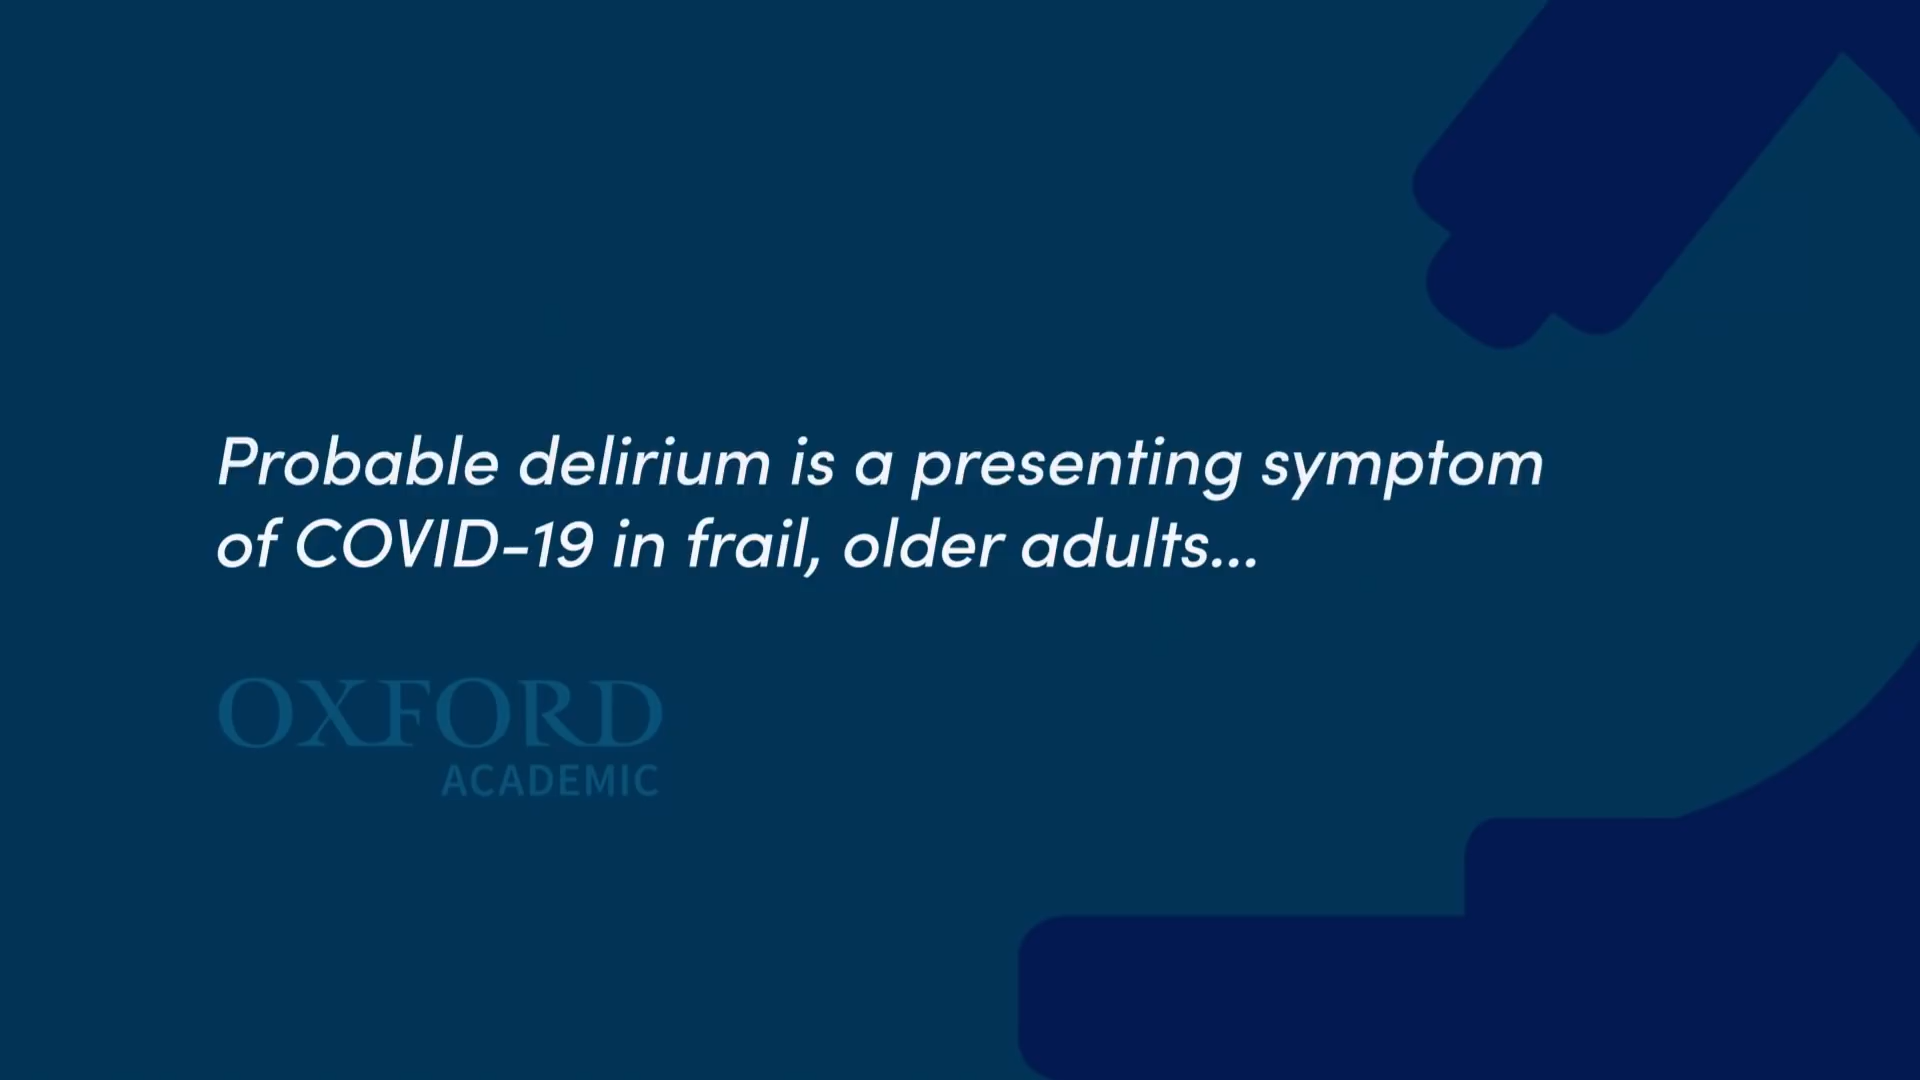 Probable delirium is a presenting symptom
of COVID-19 in frail, older adults...
OXFORD
ACADEMIC